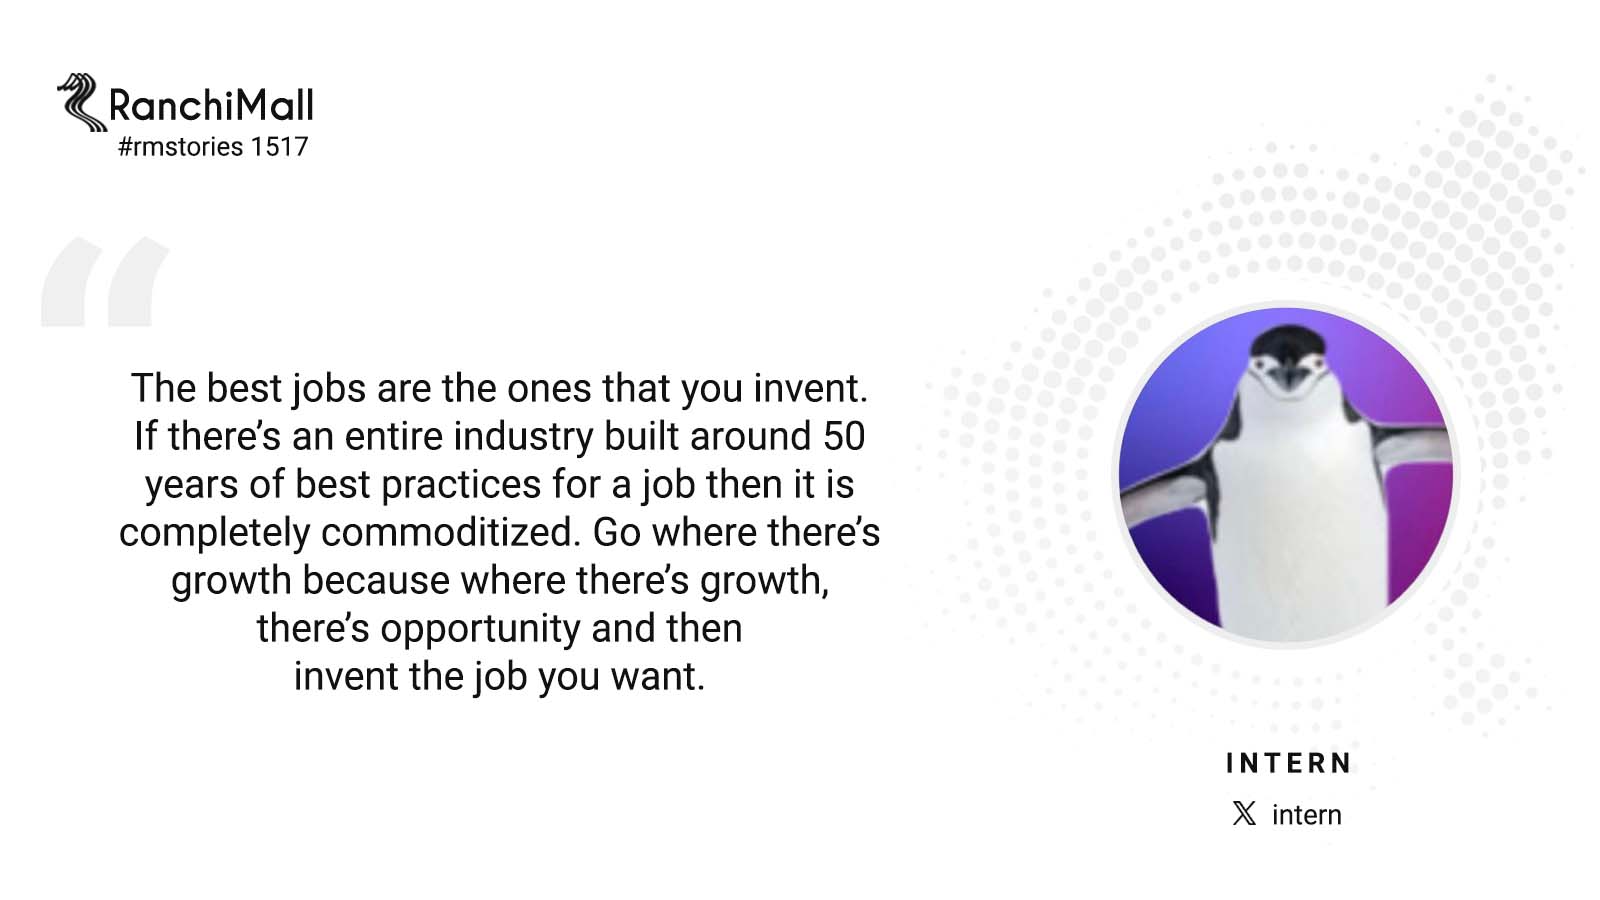 RanchiMall
#rmstories 1517
“
The best jobs are the ones that you invent.
If there’s an entire industry built around 50
years of best practices for a job then it is
completely commoditized. Go where there’s
growth because where there’s growth,
there’s opportunity and then
invent the job you want.
INTERN
𝕏 intern